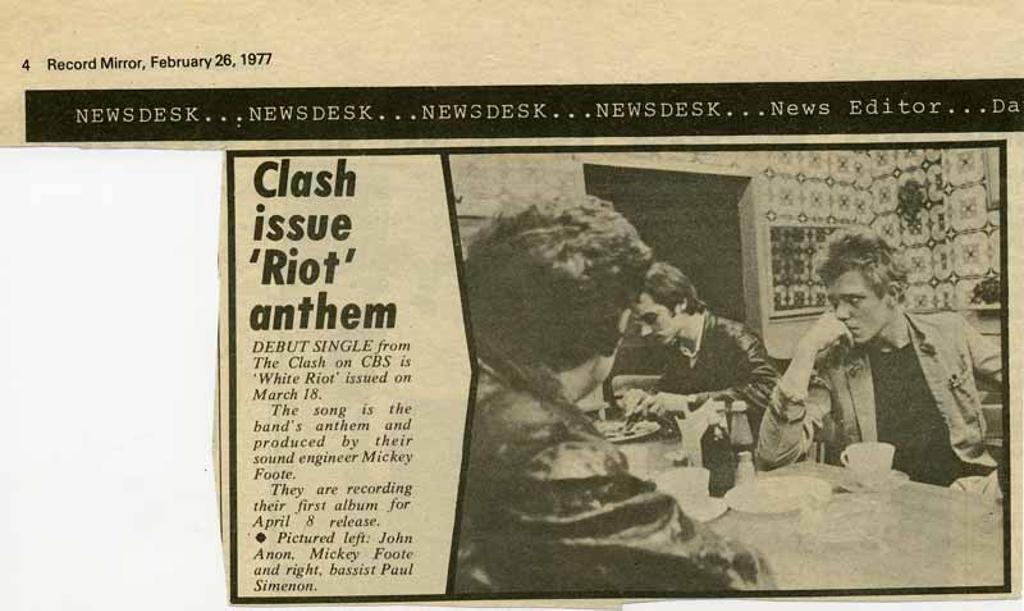 4 Record Mirror, February 26, 1977
NEWSDESK...NEWSDESK...NEWSDESK...NEWSDESK...News Editor...Da
Clash
issue
'Riot'
anthem
DEBUT SINGLE from
The Clash on CBS is
'White Riot' issued on
March 18.
The song is the
band's anthem and
produced by their
sound engineer Mickey
Foote.
They are recording
their first album for
April 8 release.
♦ Pictured left: John
Anon, Mickey Foote
and right, bassist Paul
Simenon.